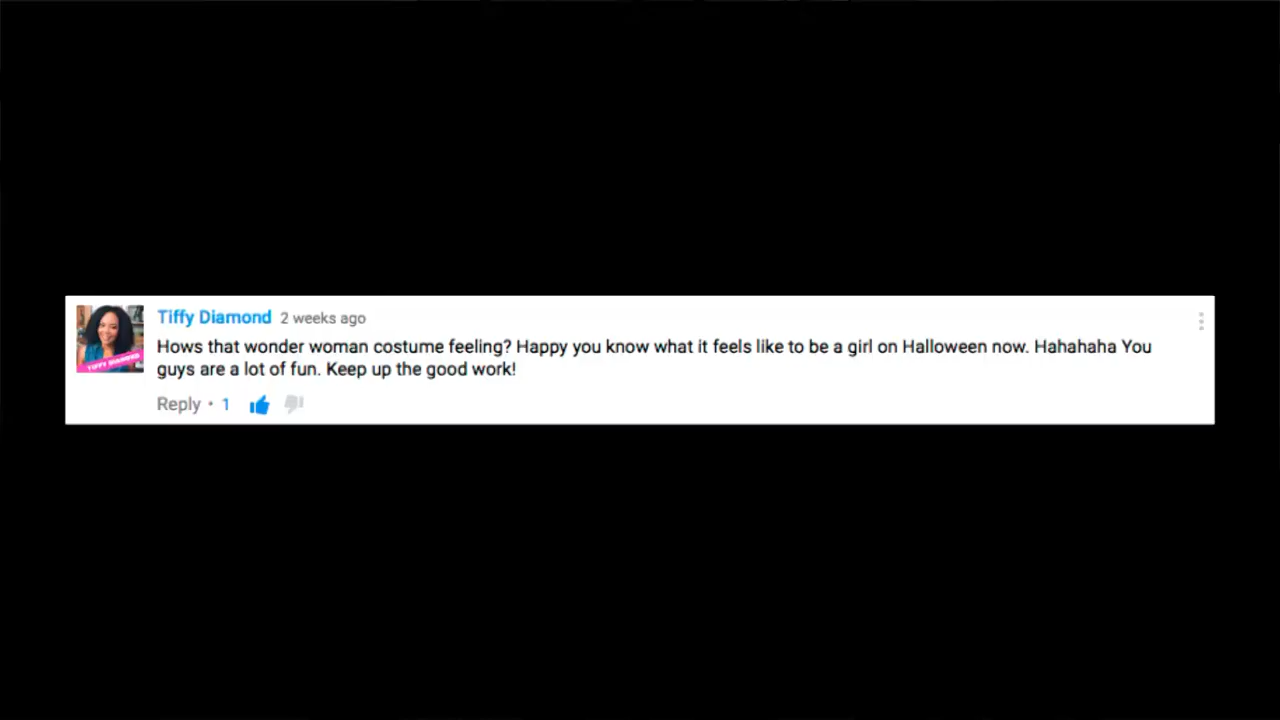 Tiffy Diamond 2 weeks ago
Hows that wonder woman costume feeling? Happy you know what it feels like to be a girl on Halloween now. Hahahaha You
guys are a lot of fun. Keep up the good work!
Reply • 1
TIFFY DIAMOND